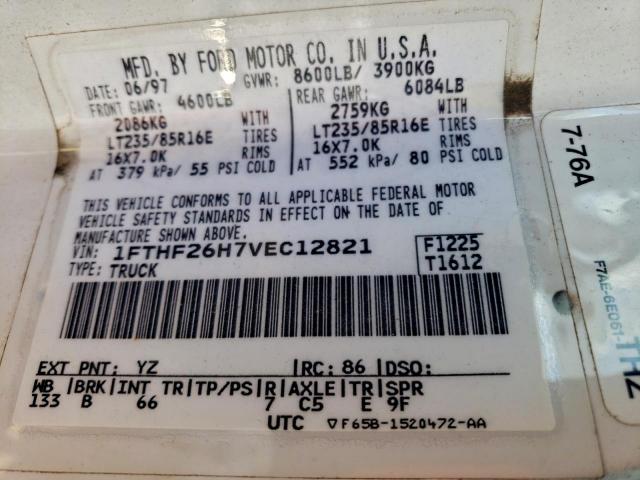 MFD. BY FORD MOTOR CO. IN U.S.A.
DATE: 06/97 GVWR: 8600LB/ 3900KG
FRONT GAWR: 4600LB REAR GAWR: 6084LB
2086KG WITH 2759KG WITH
LT235/85R16E TIRES LT235/85R16E TIRES
16X7.0K RIMS 16X7.0K RIMS
AT 379 kPa/ 55 PSI COLD AT 552 kPa/ 80 PSI COLD
THIS VEHICLE CONFORMS TO ALL APPLICABLE FEDERAL MOTOR
VEHICLE SAFETY STANDARDS IN EFFECT ON THE DATE OF
MANUFACTURE SHOWN ABOVE.
VIN: 1FTHF26H7VEC12821 F1225
TYPE: TRUCK T1612
EXT PNT: YZ |RC: 86 |DSO:
WB |BRK|INT TR|TP/PS|R|AXLE|TR|SPR
133 B 66 7 C5 E 9F
UTC ▽F65B-1520472-AA
7-76A
F7AE-6E061-
THZ